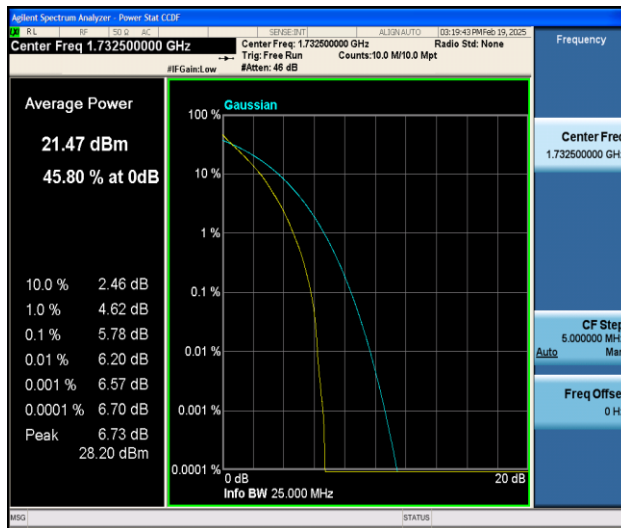 Agilent Spectrum Analyzer - Power Stat CCDF
RL RF 50 Ω AC SENSE:INT ALIGN AUTO 03:19:43 PM Feb 19, 2025
Center Freq 1.732500000 GHz
Center Freq: 1.732500000 GHz Radio Std: None
Trig: Free Run Counts:10.0 M/10.0 Mpt
#IFGain:Low #Atten: 46 dB
Frequency
Average Power
21.47 dBm
45.80 % at 0dB
10.0 % 2.46 dB
1.0 % 4.62 dB
0.1 % 5.78 dB
0.01 % 6.20 dB
0.001 % 6.57 dB
0.0001 % 6.70 dB
Peak 6.73 dB
28.20 dBm
Gaussian
100 %
10 %
1 %
0.1 %
0.01 %
0.001 %
0.0001 %
0 dB 20 dB
Info BW 25.000 MHz
Center Freq
1.732500000 GHz
CF Step
5.000000 MHz
Auto Man
Freq Offse
0 H
MSG STATUS